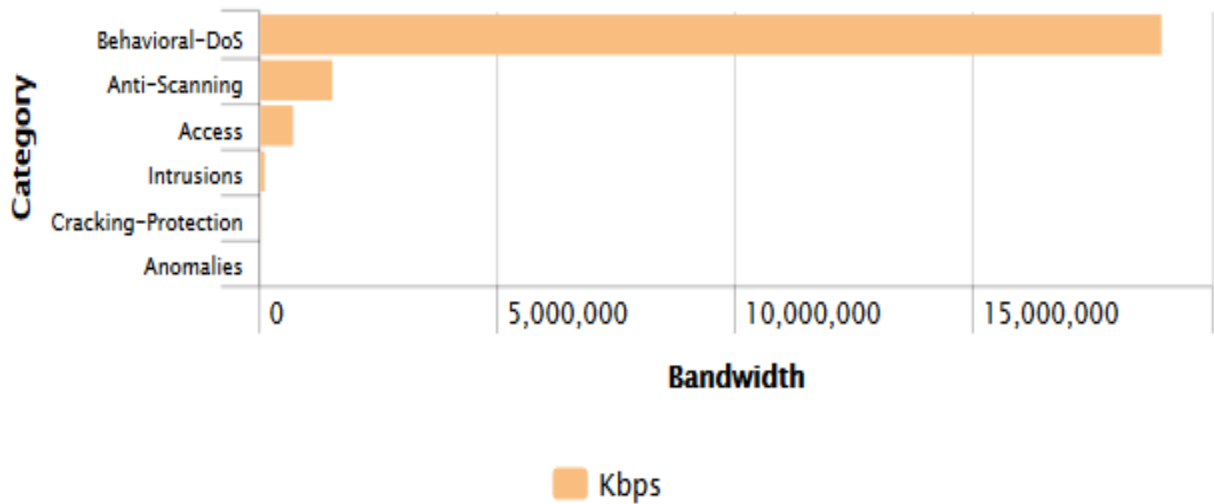 Category
Behavioral-DoS
Anti-Scanning
Access
Intrusions
Cracking-Protection
Anomalies
0 5,000,000 10,000,000 15,000,000
Bandwidth
Kbps